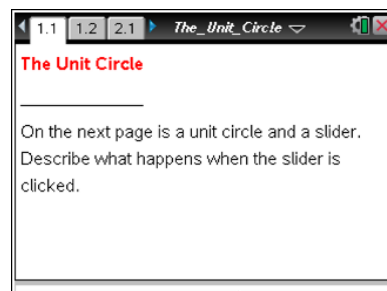 1.1 1.2 2.1 The_Unit_Circle
The Unit Circle
On the next page is a unit circle and a slider.
Describe what happens when the slider is
clicked.